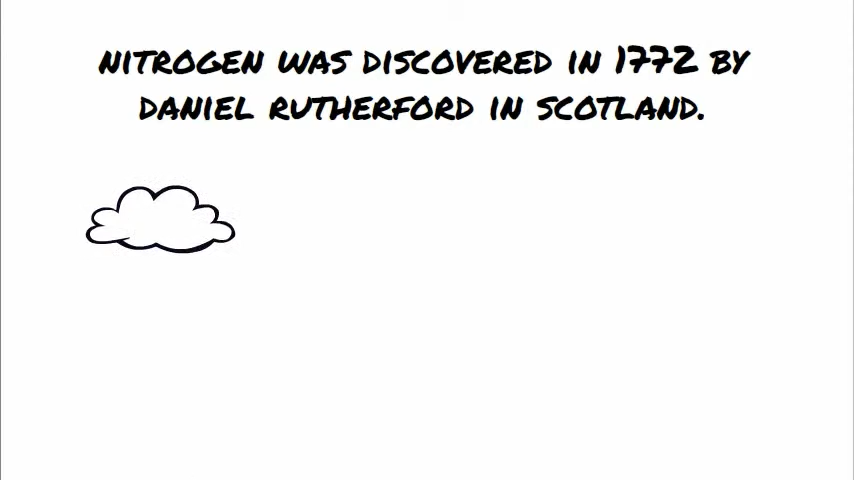 NITROGEN WAS DISCOVERED IN 1772 BY
DANIEL RUTHERFORD IN SCOTLAND.